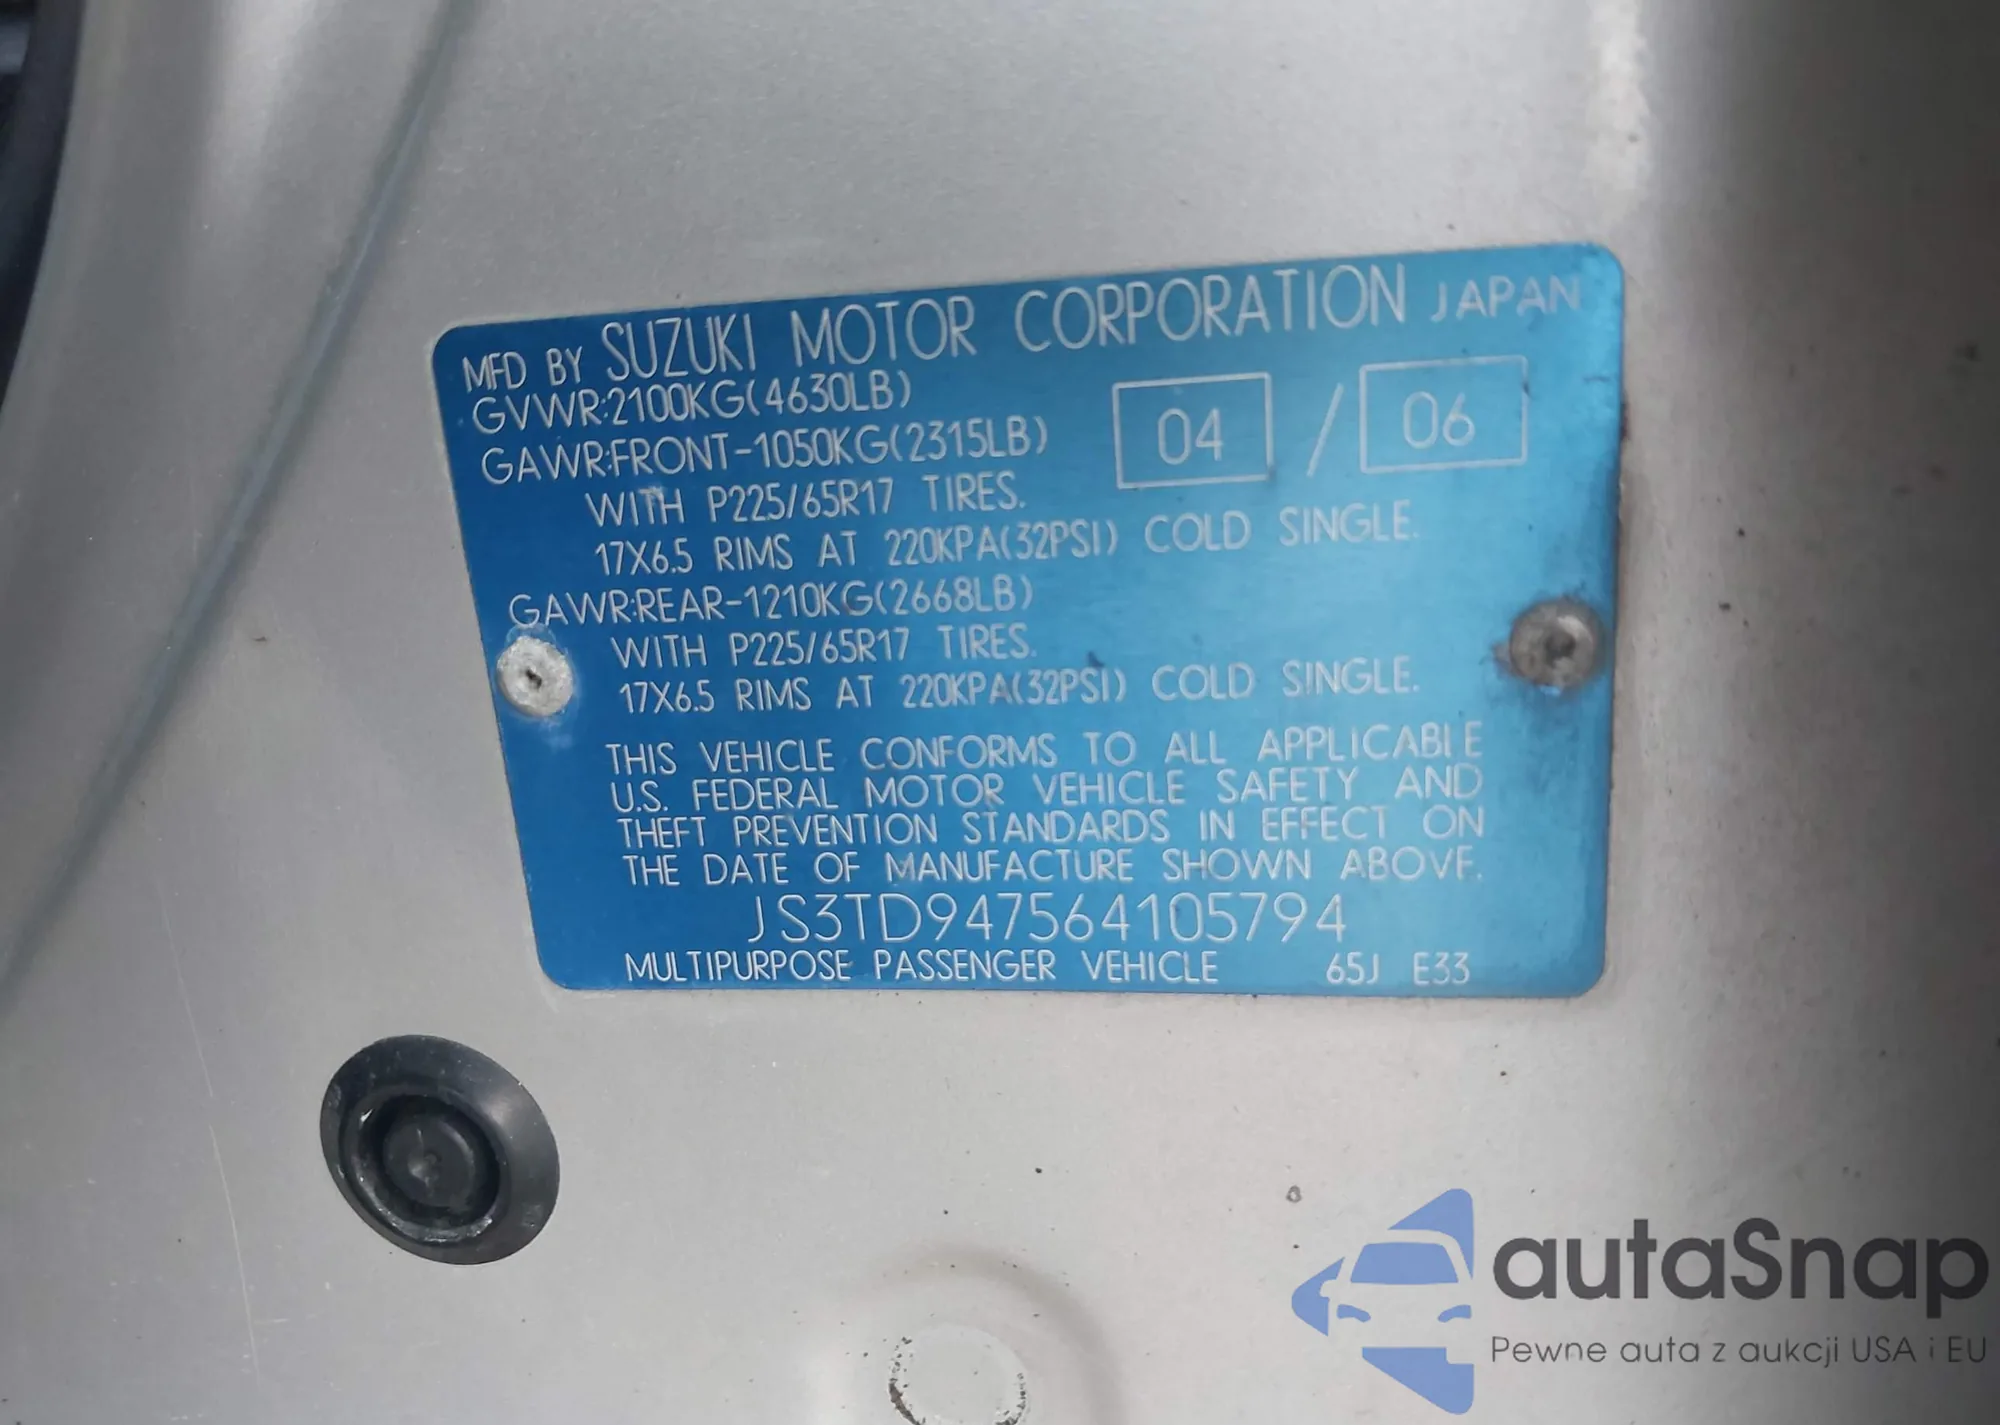 MFD BY SUZUKI MOTOR CORPORATION JAPAN
GVWR:2100KG(4630LB)
04 / 06
GAWR:FRONT-1050KG(2315LB)
WITH P225/65R17 TIRES.
17X6.5 RIMS AT 220KPA(32PSI) COLD SINGLE.
GAWR:REAR-1210KG(2668LB)
WITH P225/65R17 TIRES.
17X6.5 RIMS AT 220KPA(32PSI) COLD SINGLE.
THIS VEHICLE CONFORMS TO ALL APPLICABLE
U.S. FEDERAL MOTOR VEHICLE SAFETY AND
THEFT PREVENTION STANDARDS IN EFFECT ON
THE DATE OF MANUFACTURE SHOWN ABOVE.
JS3TD947564105794
MULTIPURPOSE PASSENGER VEHICLE 65J E33
autaSnap
Pewne auta z aukcji USA i EU